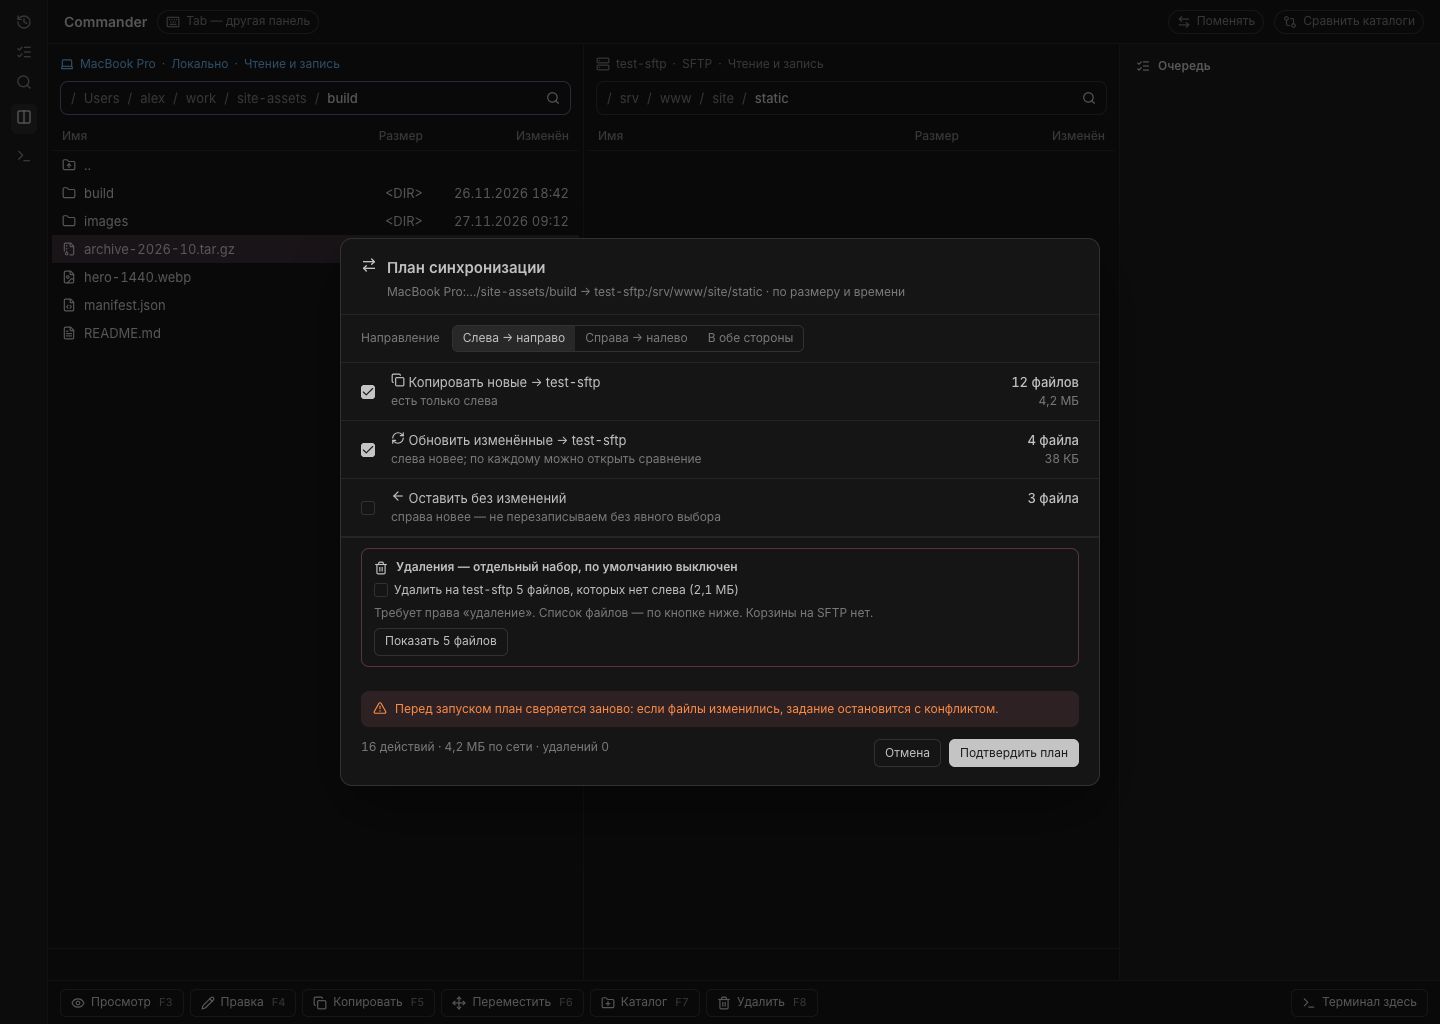 Commander
Tab — другая панель
Поменять
Сравнить каталоги
MacBook Pro · Локально · Чтение и запись
/ Users / alex / work / site-assets / build
Имя Размер Изменён
..
build <DIR> 26.11.2026 18:42
images <DIR> 27.11.2026 09:12
archive-2026-10.tar.gz
hero-1440.webp
manifest.json
README.md
test-sftp · SFTP · Чтение и запись
/ srv / www / site / static
Имя Размер Изменён
Очередь
План синхронизации
MacBook Pro:…/site-assets/build → test-sftp:/srv/www/site/static · по размеру и времени
Направление Слева → направо Справа → налево В обе стороны
Копировать новые → test-sftp 12 файлов
есть только слева 4,2 МБ
Обновить изменённые → test-sftp 4 файла
слева новее; по каждому можно открыть сравнение 38 КБ
Оставить без изменений 3 файла
справа новее — не перезаписываем без явного выбора
Удаления — отдельный набор, по умолчанию выключен
Удалить на test-sftp 5 файлов, которых нет слева (2,1 МБ)
Требует права «удаление». Список файлов — по кнопке ниже. Корзины на SFTP нет.
Показать 5 файлов
Перед запуском план сверяется заново: если файлы изменились, задание остановится с конфликтом.
16 действий · 4,2 МБ по сети · удалений 0
Отмена
Подтвердить план
Просмотр F3
Правка F4
Копировать F5
Переместить F6
Каталог F7
Удалить F8
Терминал здесь